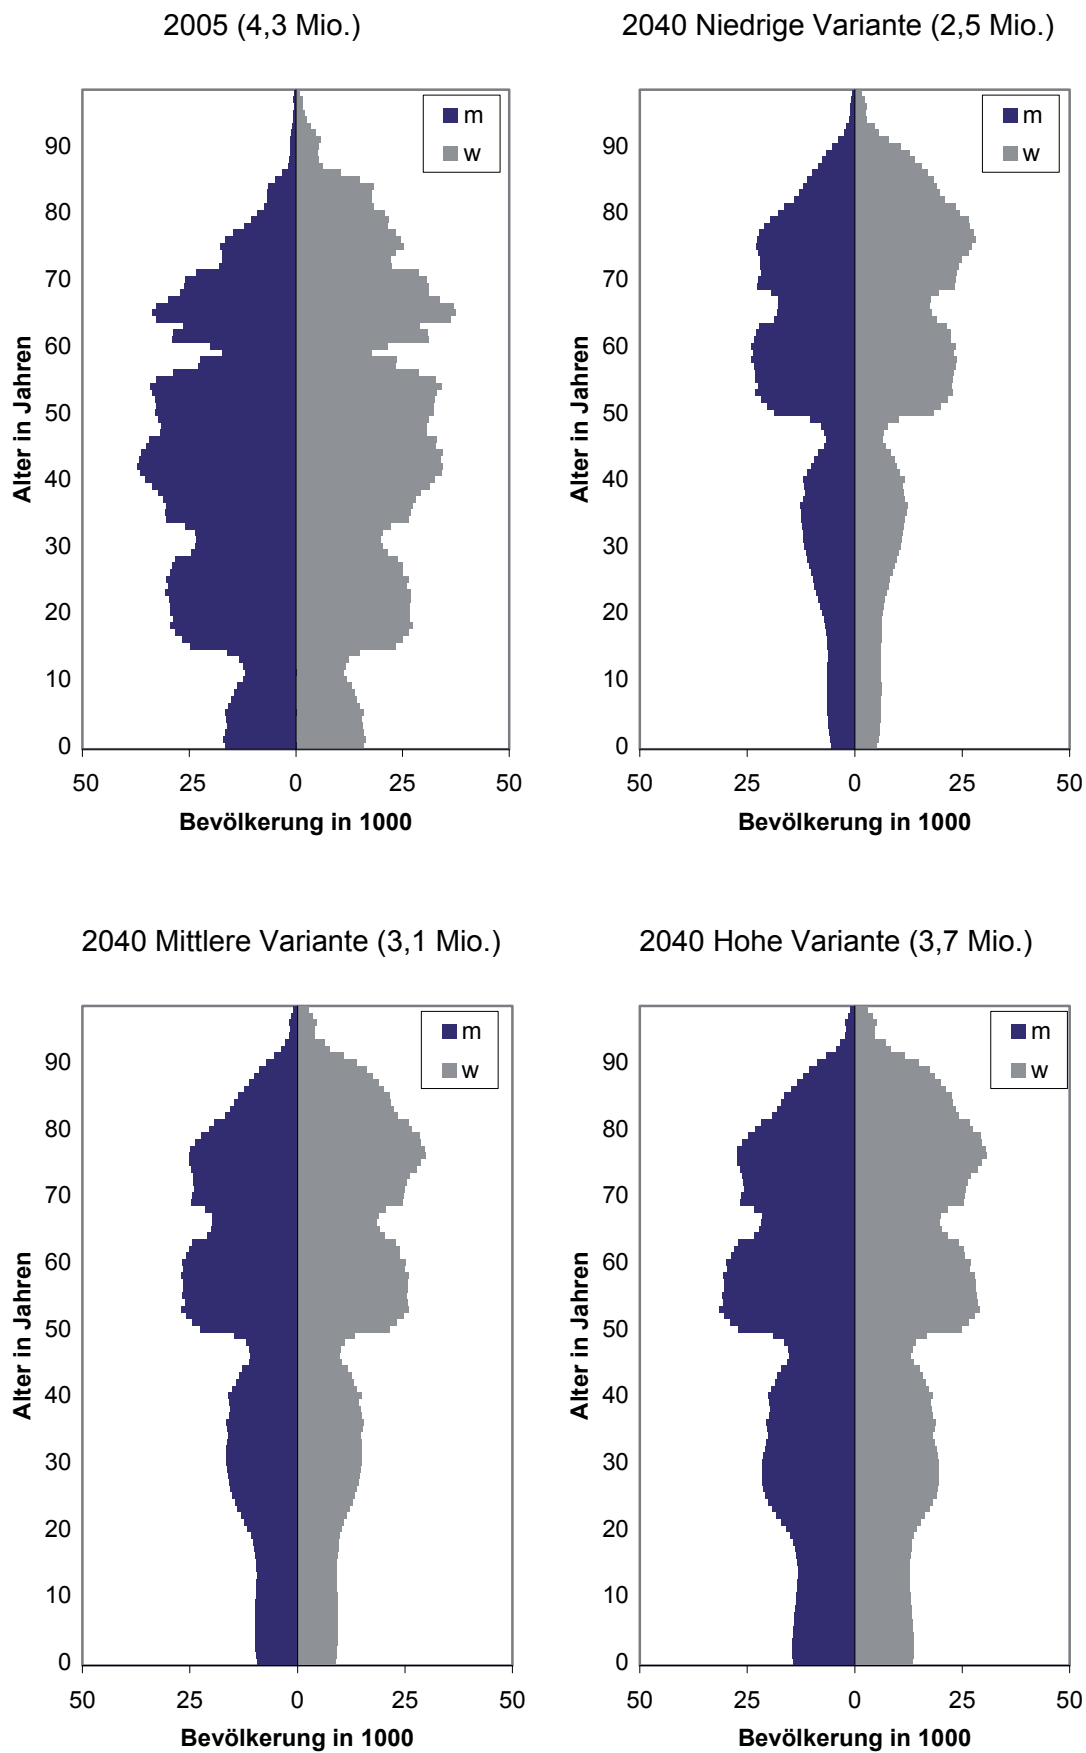 2005 (4,3 Mio.)
m
w
Alter in Jahren
90
80
70
60
50
40
30
20
10
0
50 25 0 25 50
Bevölkerung in 1000
2040 Niedrige Variante (2,5 Mio.)
m
w
Alter in Jahren
90
80
70
60
50
40
30
20
10
0
50 25 0 25 50
Bevölkerung in 1000
2040 Mittlere Variante (3,1 Mio.)
m
w
Alter in Jahren
90
80
70
60
50
40
30
20
10
0
50 25 0 25 50
Bevölkerung in 1000
2040 Hohe Variante (3,7 Mio.)
m
w
Alter in Jahren
90
80
70
60
50
40
30
20
10
0
50 25 0 25 50
Bevölkerung in 1000